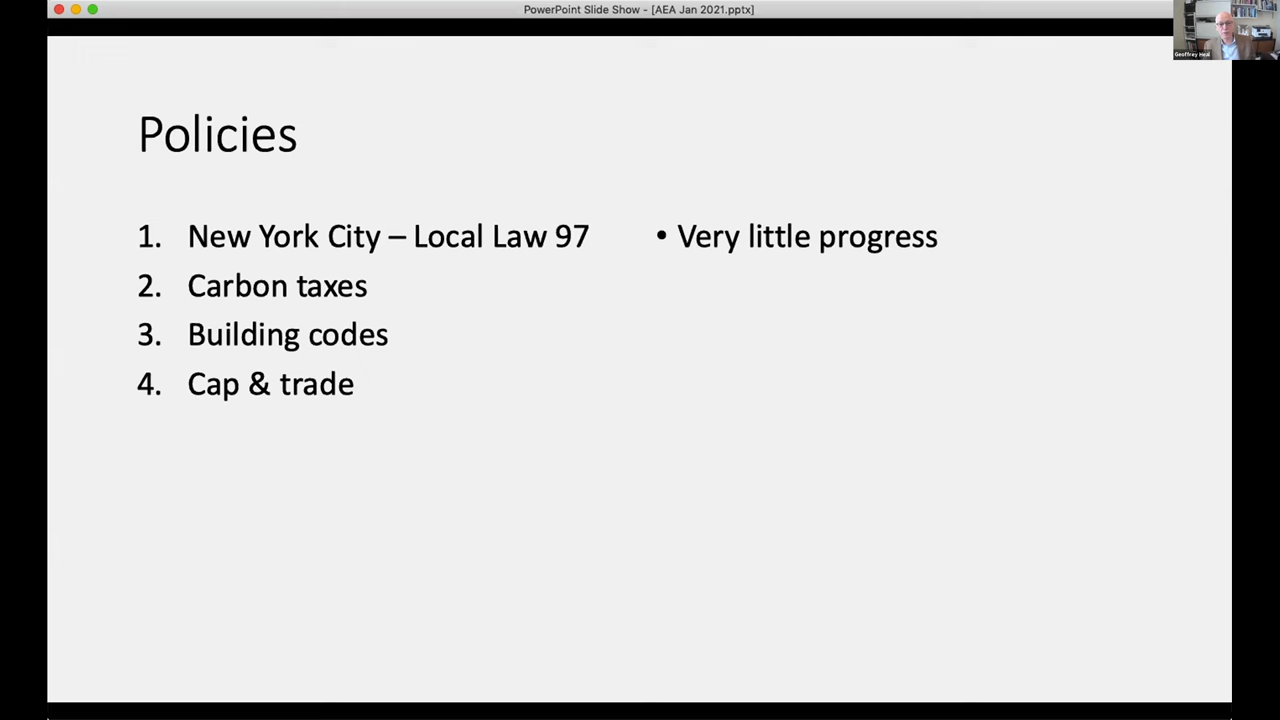 PowerPoint Slide Show - [AEA Jan 2021.pptx]
Geoffrey Heal
Policies
1. New York City – Local Law 97
2. Carbon taxes
3. Building codes
4. Cap & trade
• Very little progress